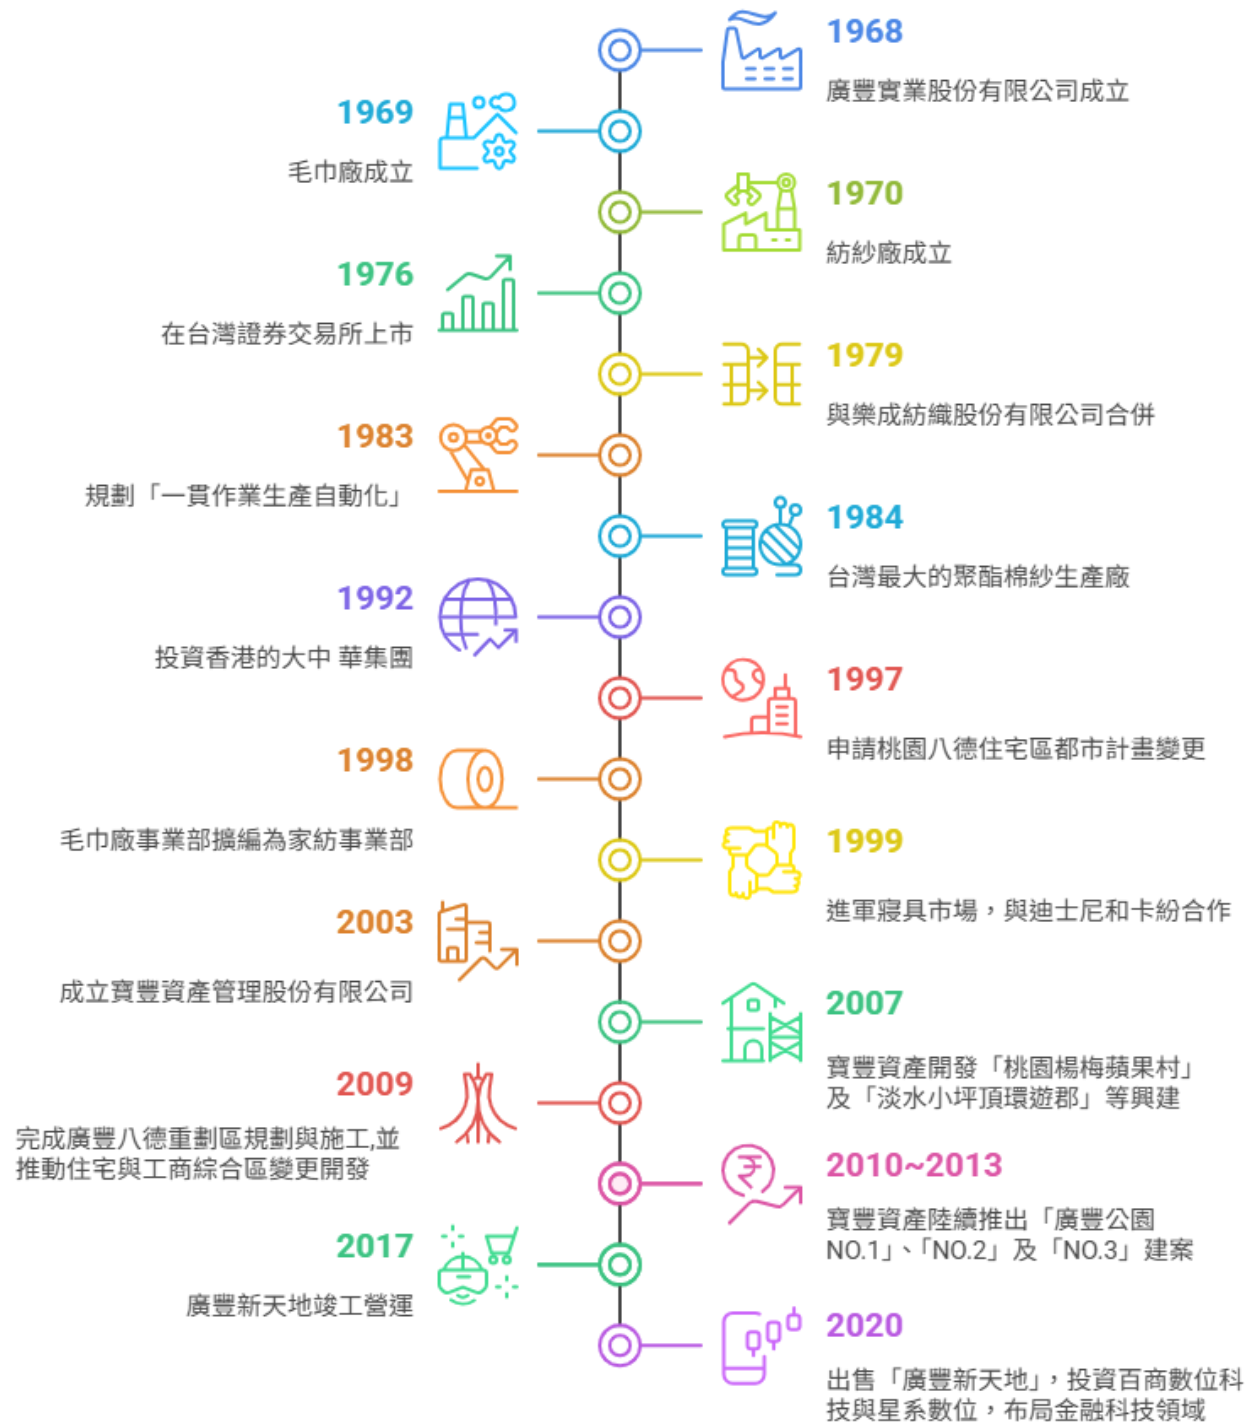 1968
廣豐實業股份有限公司成立
1969
毛巾廠成立
1970
紡紗廠成立
1976
在台灣證券交易所上市
1979
與樂成紡織股份有限公司合併
1983
規劃「一貫作業生產自動化」
1984
台灣最大的聚酯棉紗生產廠
1992
投資香港的大中 華集團
1997
申請桃園八德住宅區都市計畫變更
1998
毛巾廠事業部擴編為家紡事業部
1999
進軍寢具市場，與迪士尼和卡紛合作
2003
成立寶豐資產管理股份有限公司
2007
寶豐資產開發「桃園楊梅蘋果村」
及「淡水小坪頂環遊郡」等興建
2009
完成廣豐八德重劃區規劃與施工,並
推動住宅與工商綜合區變更開發
2010~2013
寶豐資產陸續推出「廣豐公園
NO.1」、「NO.2」及「NO.3」建案
2017
廣豐新天地竣工營運
2020
出售「廣豐新天地」，投資百商數位科
技與星系數位，布局金融科技領域